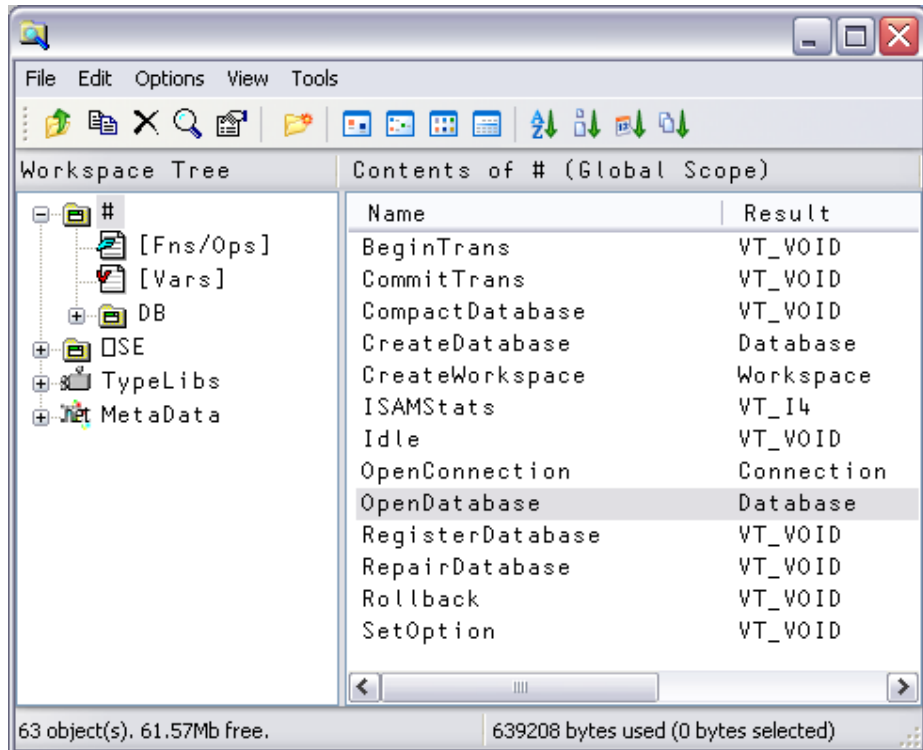 File Edit Options View Tools
Workspace Tree
Contents of # (Global Scope)
#
[Fns/Ops]
[Vars]
DB
⎕SE
TypeLibs
.net MetaData
Name Result
BeginTrans VT_VOID
CommitTrans VT_VOID
CompactDatabase VT_VOID
CreateDatabase Database
CreateWorkspace Workspace
ISAMStats VT_I4
Idle VT_VOID
OpenConnection Connection
OpenDatabase Database
RegisterDatabase VT_VOID
RepairDatabase VT_VOID
Rollback VT_VOID
SetOption VT_VOID
63 object(s). 61.57Mb free.
639208 bytes used (0 bytes selected)